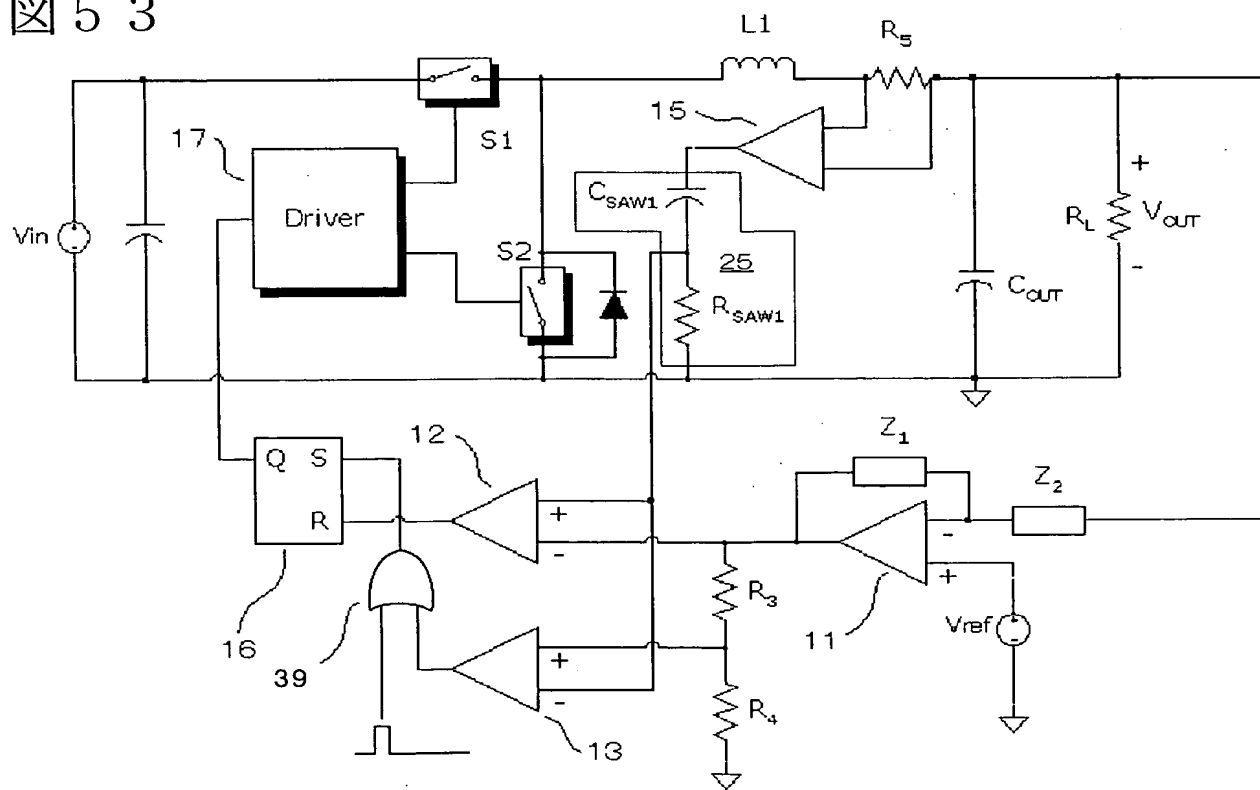 図５３
L1
R5
15
17
S1
CSAW1
+
Driver
Vin
RL
VOUT
S2
25
-
COUT
RSAW1
12
Z1
Q S
Z2
+
R
-
-
R3
+
11
Vref
16
39
+
-
R4
13